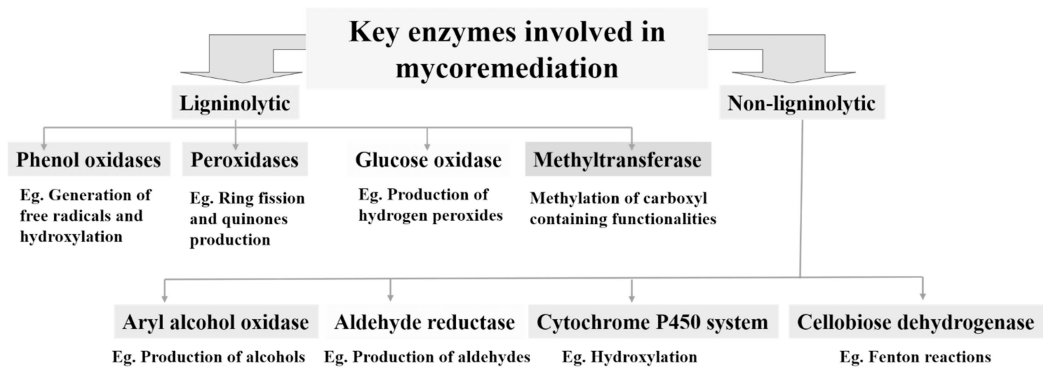 Key enzymes involved in
mycoremediation
Ligninolytic
Non-ligninolytic
Phenol oxidases
Eg. Generation of
free radicals and
hydroxylation
Peroxidases
Eg. Ring fission
and quinones
production
Glucose oxidase
Eg. Production of
hydrogen peroxides
Methyltransferase
Methylation of carboxyl
containing functionalities
Aryl alcohol oxidase
Eg. Production of alcohols
Aldehyde reductase
Eg. Production of aldehydes
Cytochrome P450 system
Eg. Hydroxylation
Cellobiose dehydrogenase
Eg. Fenton reactions